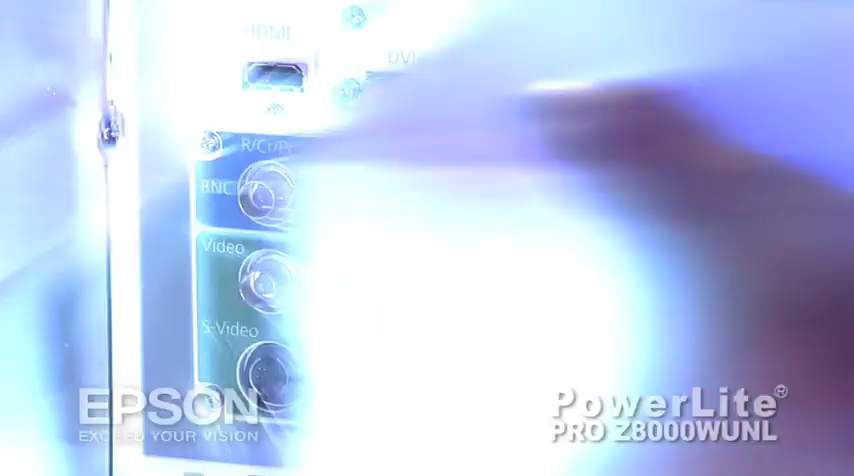 HDMI
DVI
R/Cr/Pr
BNC
Video
S-Video
EPSON
EXCEED YOUR VISION
PowerLite®
PRO Z8000WUNL